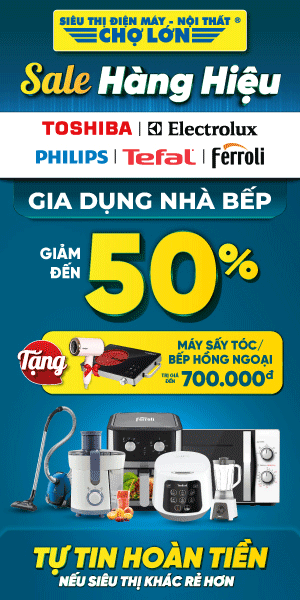 SIÊU THỊ ĐIỆN MÁY - NỘI THẤT ®
CHỢ LỚN
Sale Hàng Hiệu
TOSHIBA | Electrolux
PHILIPS | Tefal | Ferroli
GIA DỤNG NHÀ BẾP
GIẢM
ĐẾN
50%
Tặng
MÁY SẤY TÓC/
BẾP HỒNG NGOẠI
TRỊ GIÁ
ĐẾN 700.000đ
Ferroli
Tefal
TỰ TIN HOÀN TIỀN
NẾU SIÊU THỊ KHÁC RẺ HƠN